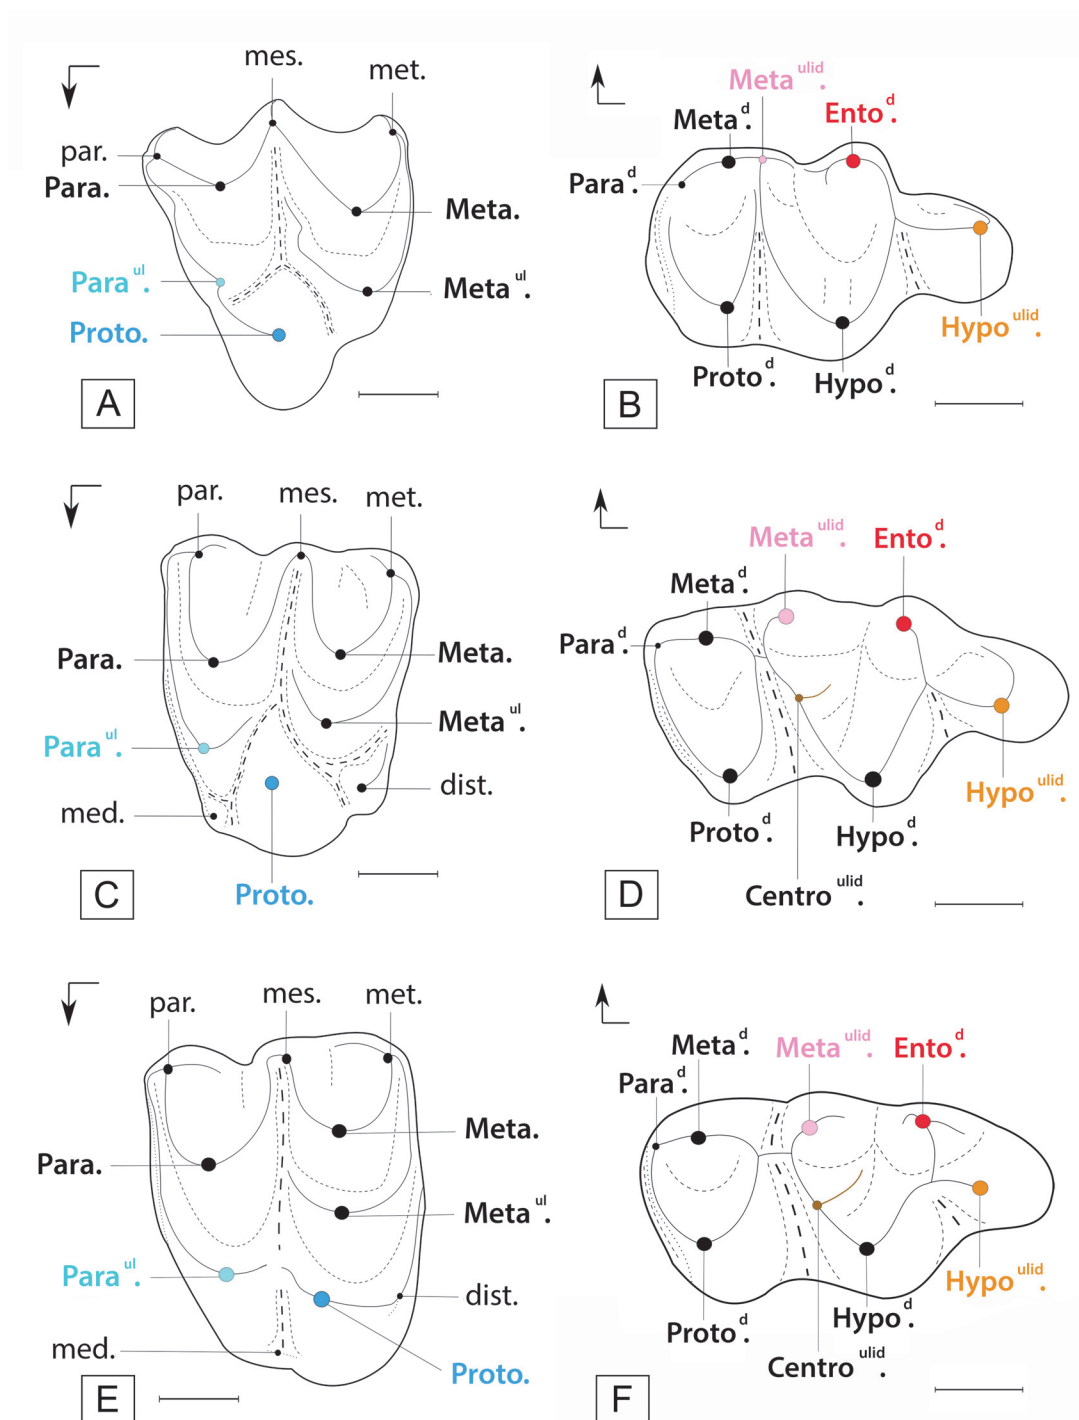 mes.
met.
par.
Para.
Meta.
Para ul.
Meta ul.
Proto.
A
Meta ulid.
Meta d.
Ento d.
Para d
Hypo ulid.
Proto d.
Hypo d.
B
par.
mes.
met.
Para.
Meta.
Meta ul.
Para ul.
dist.
med.
Proto.
C
Meta ulid.
Ento d.
Meta d.
Para d.
Hypo ulid.
Proto d.
Hypo d.
Centro ulid.
D
par.
mes.
met.
Meta.
Para.
Meta ul.
Para ul.
dist.
med.
Proto.
E
Meta d.
Meta ulid.
Ento d.
Para d.
Hypo ulid.
Hypo d.
Proto d.
Centro ulid.
F